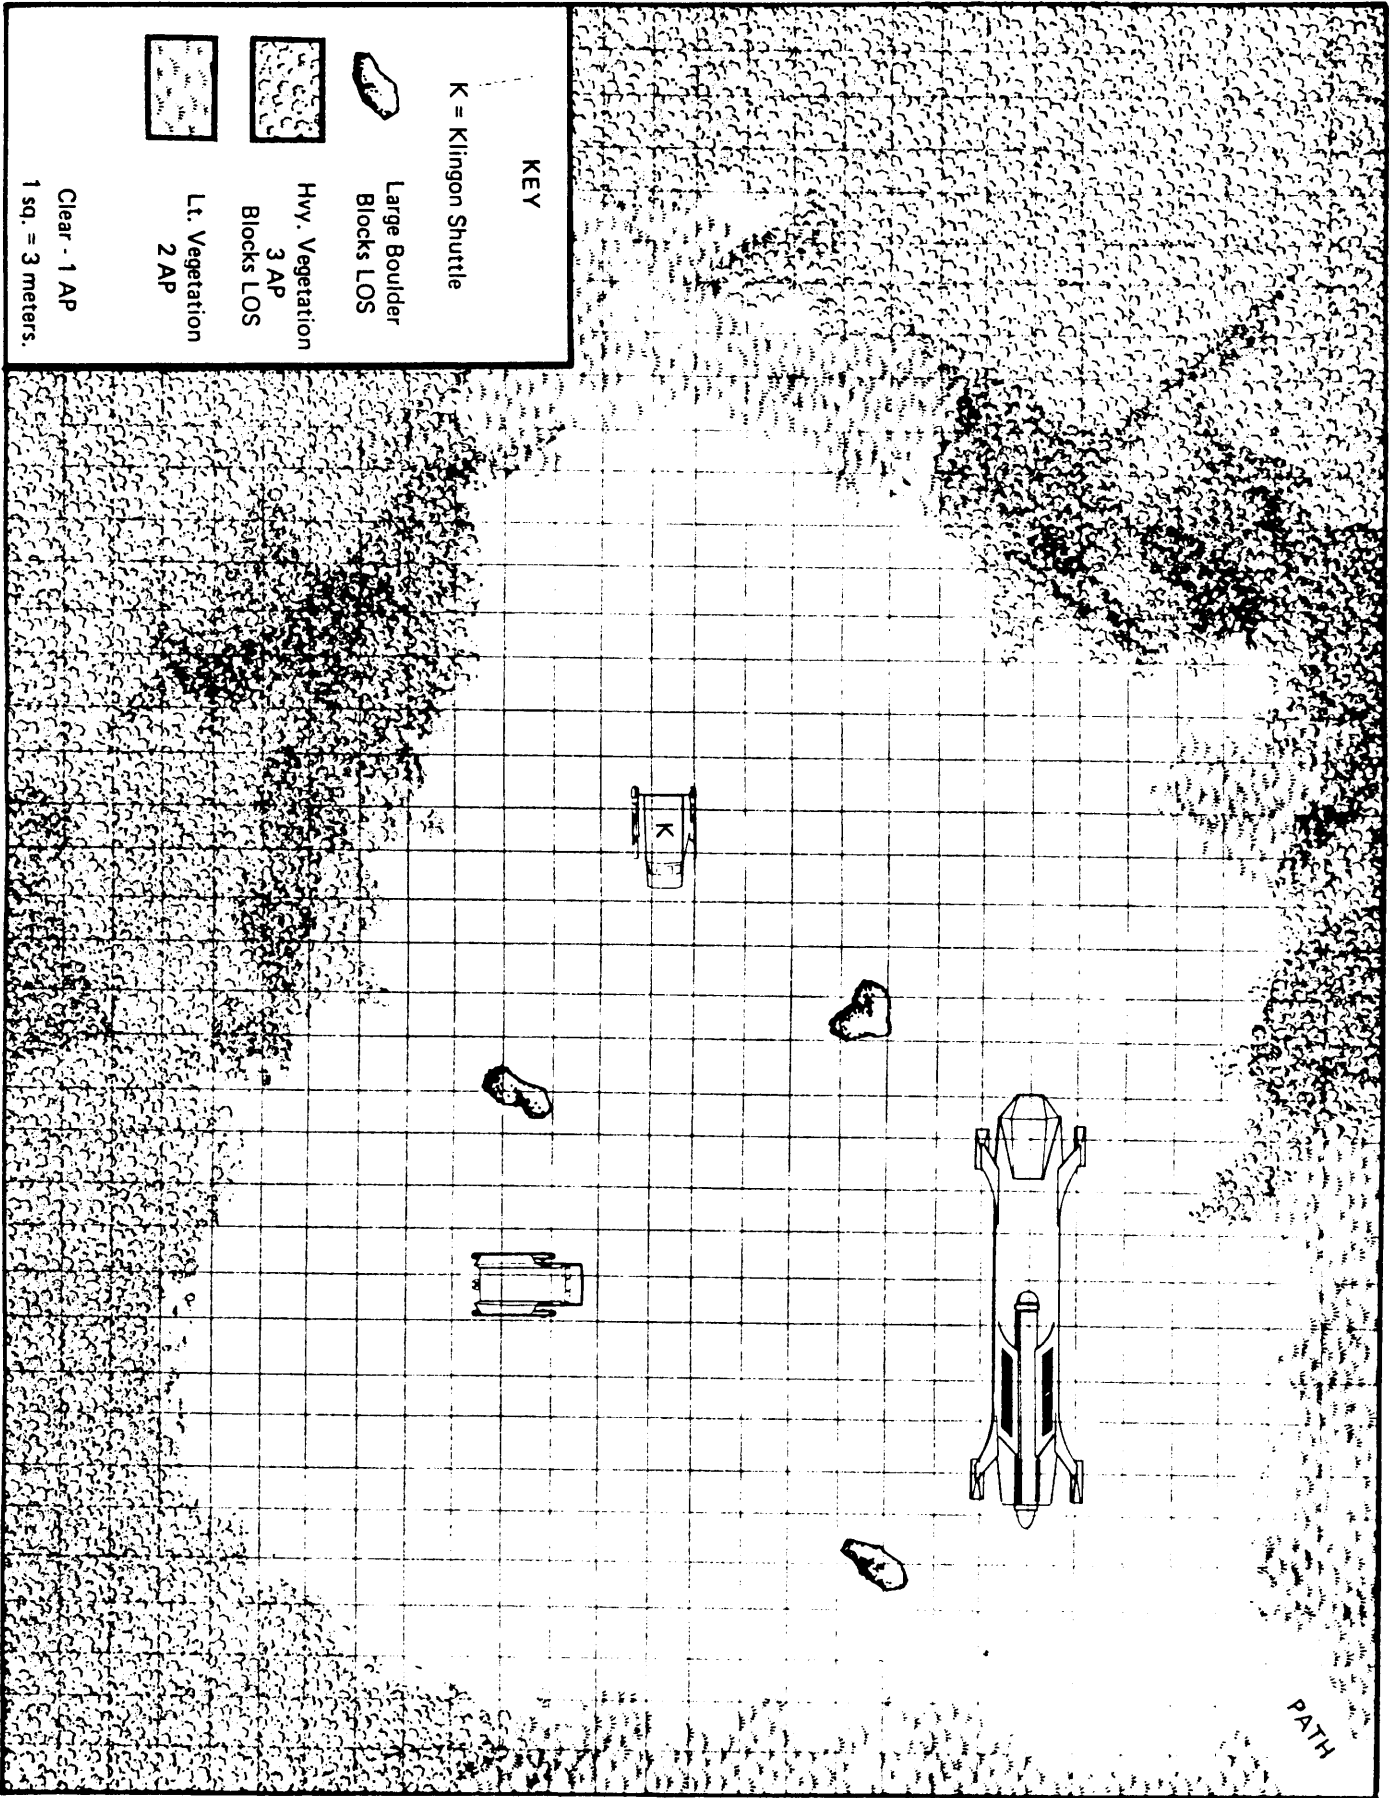 KEY
K = Klingon Shuttle
Large Boulder
Blocks LOS
Hvy. Vegetation
3 AP
Blocks LOS
Lt. Vegetation
2 AP
Clear - 1 AP
1 sq. = 3 meters.
K
PATH